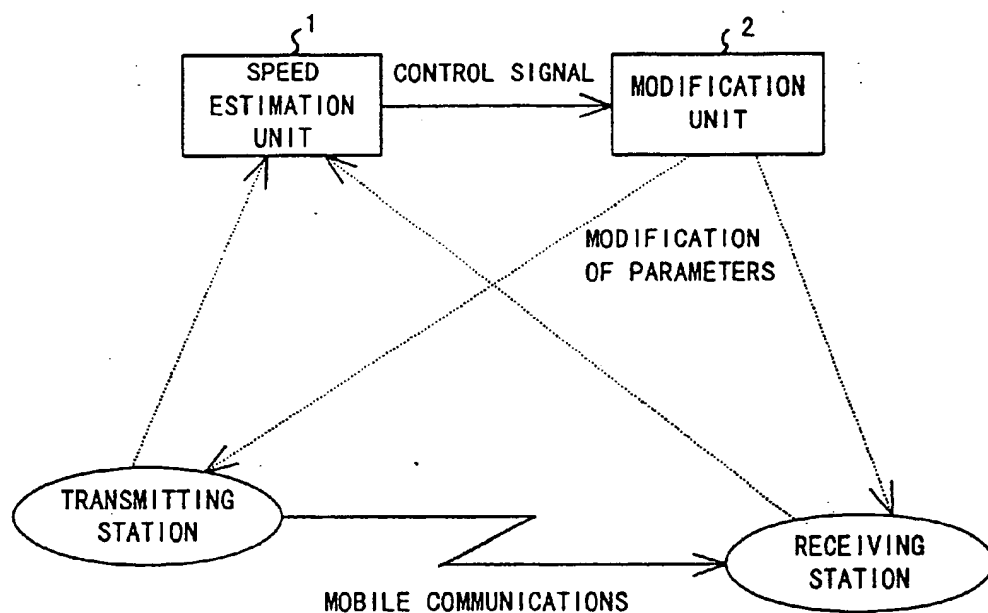 1
SPEED
ESTIMATION
UNIT
CONTROL SIGNAL
2
MODIFICATION
UNIT
MODIFICATION
OF PARAMETERS
TRANSMITTING
STATION
RECEIVING
STATION
MOBILE COMMUNICATIONS